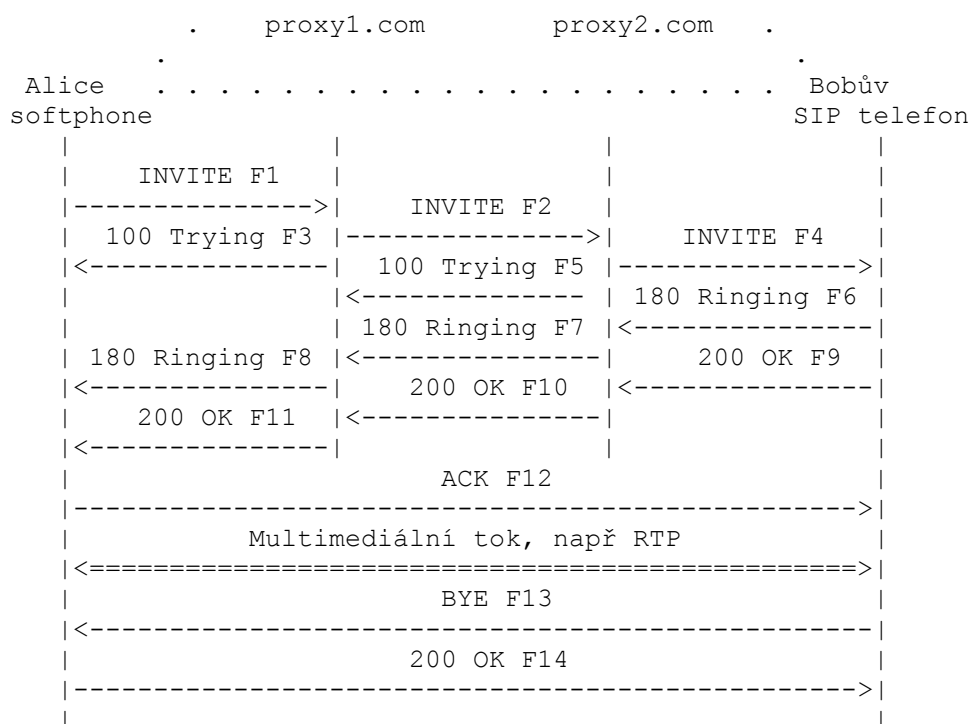 . proxy1.com proxy2.com .
. .
Alice . . . . . . . . . . . . . . . . . . . . Bobův
softphone SIP telefon
| | | |
| INVITE F1 | | |
|--------------->| INVITE F2 | |
| 100 Trying F3 |--------------->| INVITE F4 |
|<---------------| 100 Trying F5 |--------------->|
| |<-------------- | 180 Ringing F6 |
| | 180 Ringing F7 |<---------------|
| 180 Ringing F8 |<---------------| 200 OK F9 |
|<---------------| 200 OK F10 |<---------------|
| 200 OK F11 |<---------------| |
|<---------------| | |
| ACK F12 |
|------------------------------------------------->|
| Multimediální tok, např RTP |
|<================================================>|
| BYE F13 |
|<-------------------------------------------------|
| 200 OK F14 |
|------------------------------------------------->|
| |